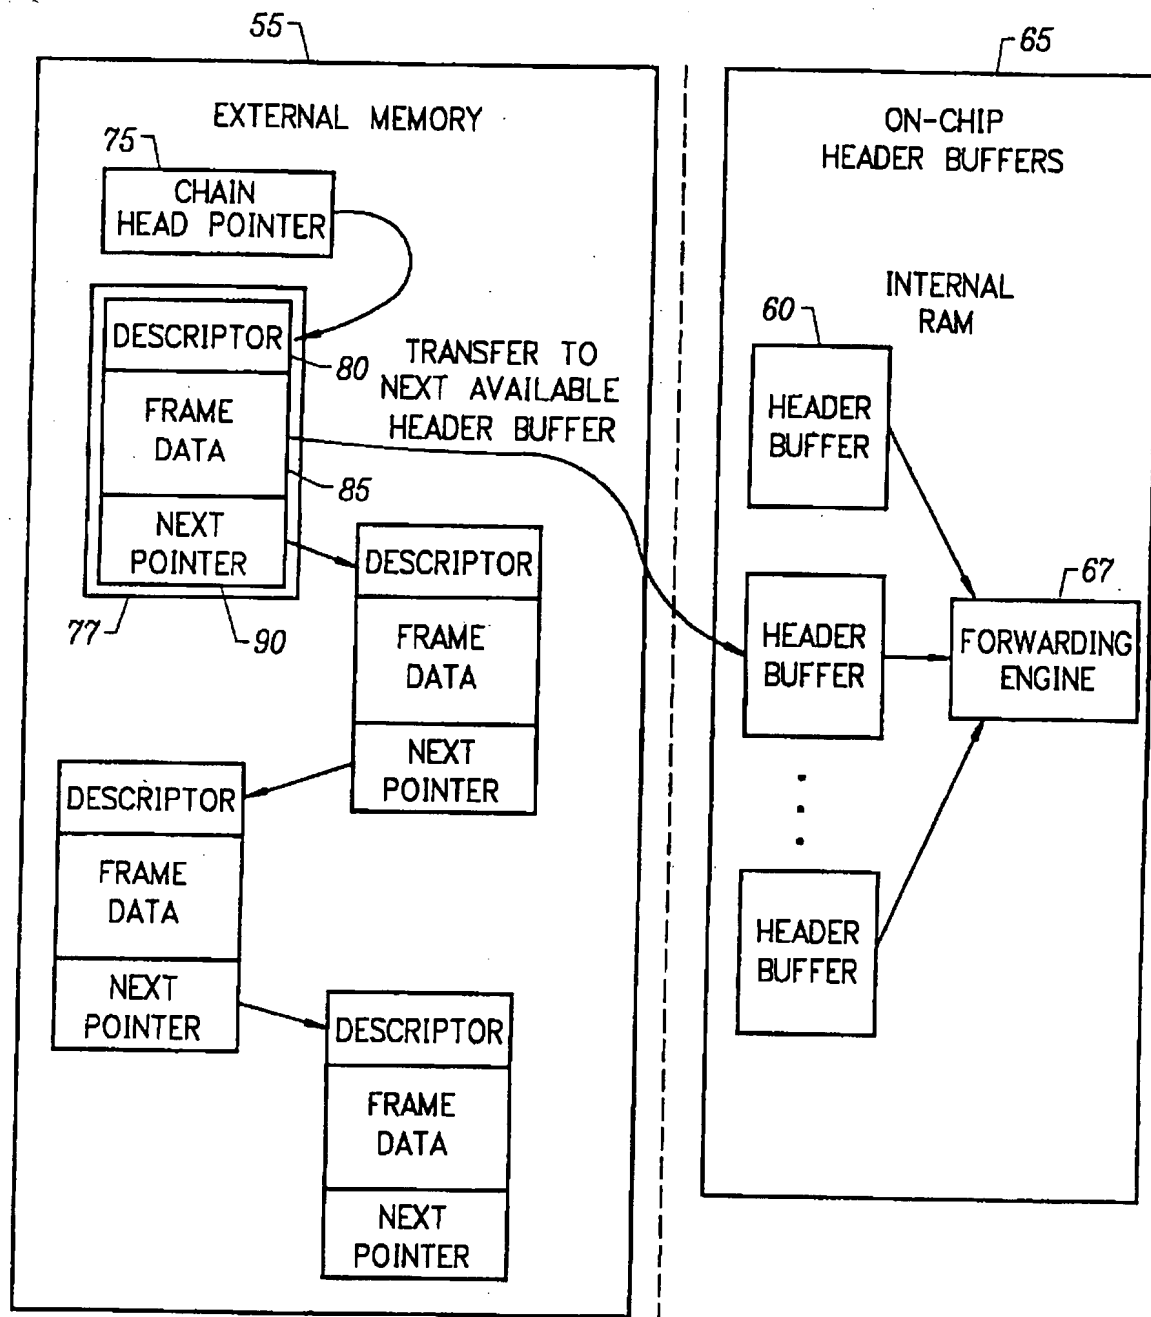 55
65
EXTERNAL MEMORY
ON-CHIP
HEADER BUFFERS
75
CHAIN
HEAD POINTER
INTERNAL
RAM
60
DESCRIPTOR
80
TRANSFER TO
NEXT AVAILABLE
HEADER BUFFER
FRAME
DATA
85
NEXT
POINTER
77
90
HEADER
BUFFER
DESCRIPTOR
FRAME
DATA
NEXT
POINTER
HEADER
BUFFER
67
FORWARDING
ENGINE
DESCRIPTOR
FRAME
DATA
NEXT
POINTER
HEADER
BUFFER
DESCRIPTOR
FRAME
DATA
NEXT
POINTER